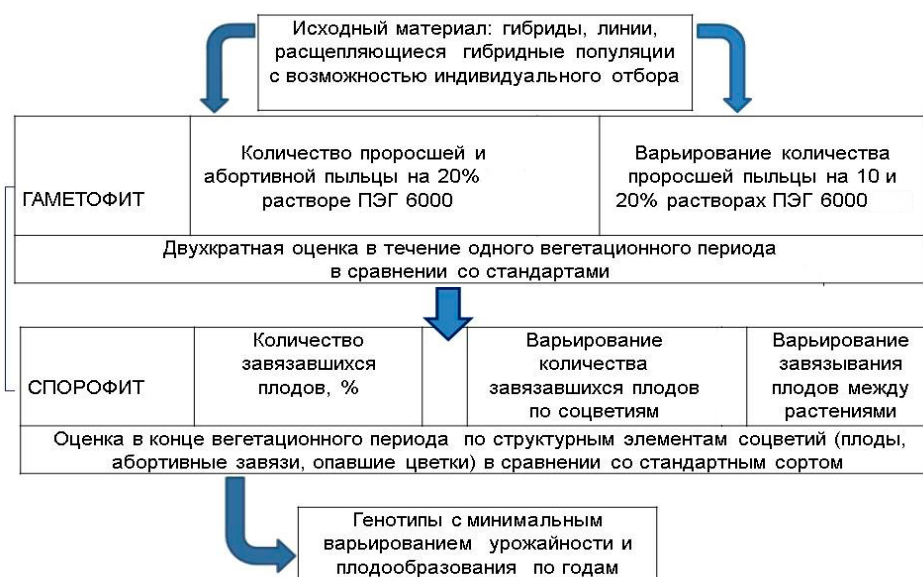 Исходный материал: гибриды, линии,
расщепляющиеся гибридные популяции
с возможностью индивидуального отбора
ГАМЕТОФИТ
Количество проросшей и
абортивной пыльцы на 20%
растворе ПЭГ 6000
Варьирование количества
проросшей пыльцы на 10 и
20% растворах ПЭГ 6000
Двухкратная оценка в течение одного вегетационного периода
в сравнении со стандартами
СПОРОФИТ
Количество
завязавшихся
плодов, %
Варьирование
количества
завязавшихся плодов
по соцветиям
Варьирование
завязывания
плодов между
растениями
Оценка в конце вегетационного периода по структурным элементам соцветий (плоды,
абортивные завязи, опавшие цветки) в сравнении со стандартным сортом
Генотипы с минимальным
варьированием урожайности и
плодообразования по годам